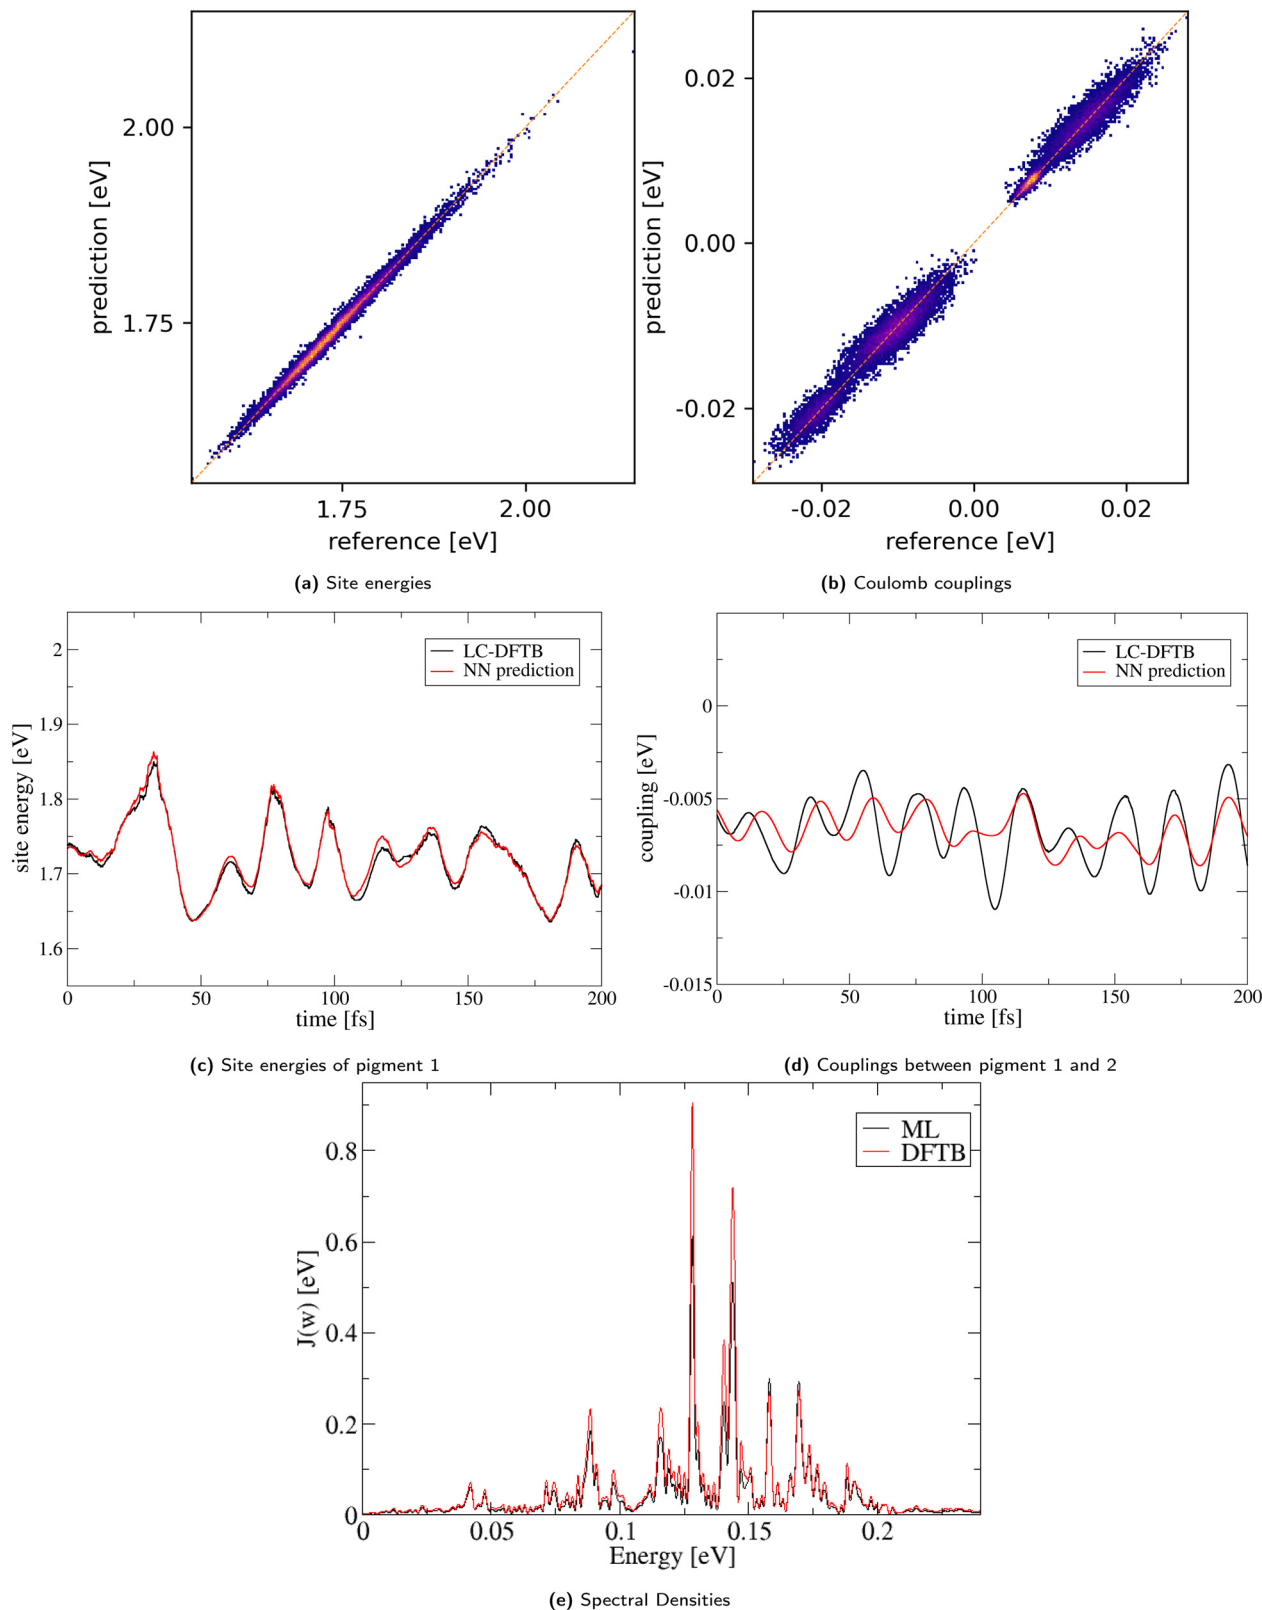 2.00
1.75
prediction [eV]
1.75 2.00
reference [eV]
(a) Site energies
0.02
0.00
-0.02
prediction [eV]
-0.02 0.00 0.02
reference [eV]
(b) Coulomb couplings
2
1.9
1.8
1.7
1.6
site energy [eV]
LC-DFTB
NN prediction
0 50 100 150 200
time [fs]
(c) Site energies of pigment 1
0
-0.005
-0.01
-0.015
coupling [eV]
LC-DFTB
NN prediction
0 50 100 150 200
time [fs]
(d) Couplings between pigment 1 and 2
0.8
0.6
0.4
0.2
0
J(w) [eV]
ML
DFTB
0 0.05 0.1 0.15 0.2
Energy [eV]
(e) Spectral Densities